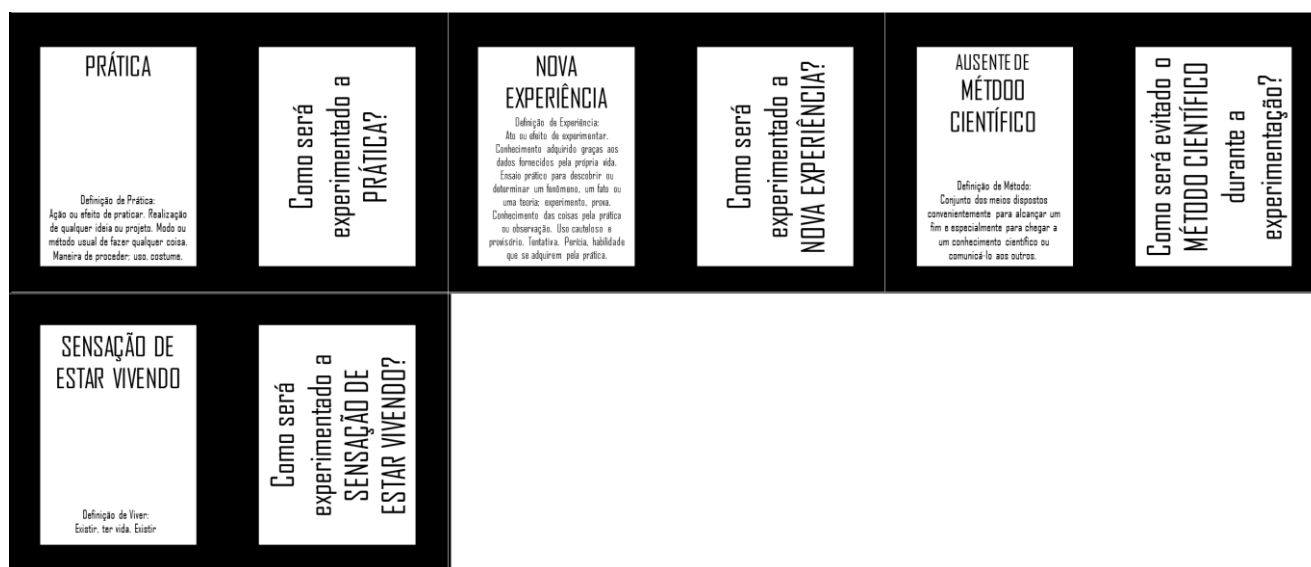 PRÁTICA
Definição de Prática:
Ação ou efeito de praticar. Realização
de qualquer ideia ou projeto. Modo ou
método usual de fazer qualquer coisa.
Maneira de proceder; uso, costume.
Como será
experimentado a
PRÁTICA?
NOVA
EXPERIÊNCIA
Definição de Experiência:
Ato ou efeito de experimentar.
Conhecimento adquirido graças aos
dados fornecidos pela própria vida.
Ensaio prático para descobrir ou
determinar um fenômeno, um fato ou
uma teoria; experimento, prova.
Conhecimento das coisas pela prática
ou observação. Uso cauteloso e
provisório. Tentativa. Perícia, habilidade
que se adquirem pela prática.
Como será
experimentado a
NOVA EXPERIÊNCIA?
AUSENTE DE
MÉTDOO
CIENTÍFICO
Definição de Método:
Conjunto dos meios dispostos
convenientemente para alcançar um
fim e especialmente para chegar a
um conhecimento científico ou
comunicá-lo aos outros.
Como será evitado o
MÉTODO CIENTÍFICO
durante a
experimentação?
SENSAÇÃO DE
ESTAR VIVENDO
Definição de Viver:
Existir, ter vida. Existir
Como será
experimentado a
SENSAÇÃO DE
ESTAR VIVENDO?